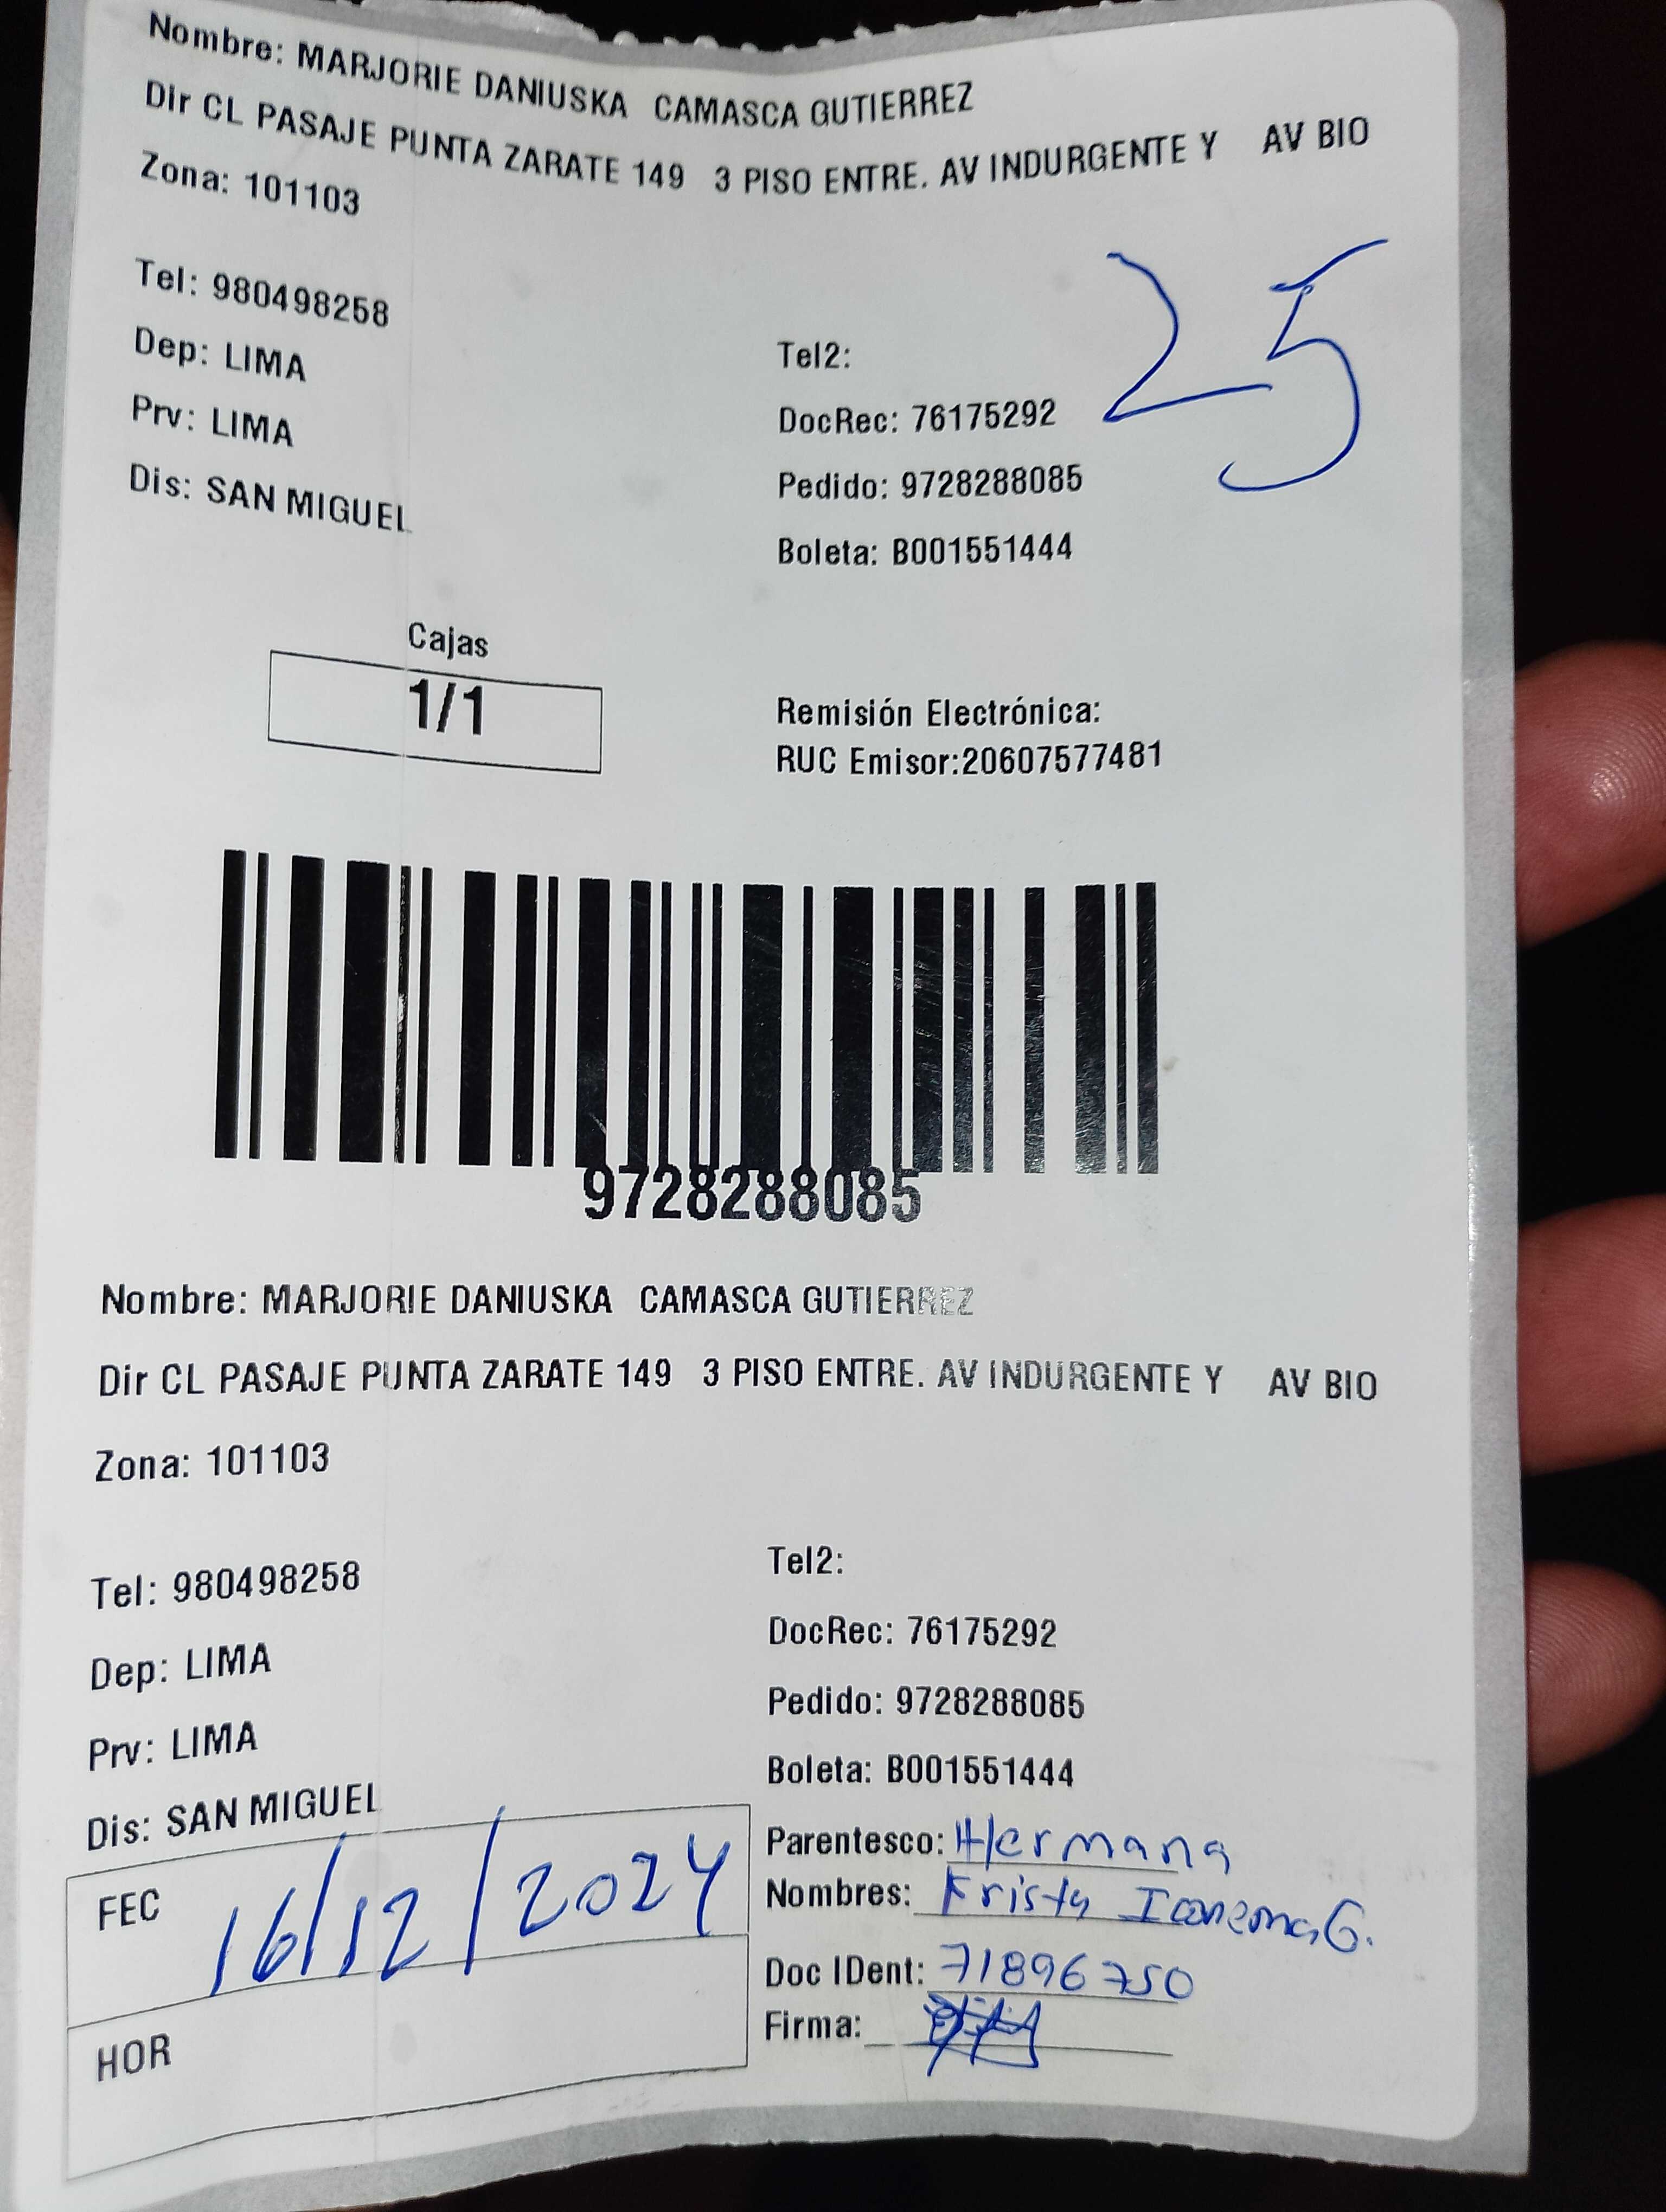 Nombre: MARJORIE DANIUSKA CAMASCA GUTIERREZ
Dir CL PASAJE PUNTA ZARATE 149 3 PISO ENTRE. AV INDURGENTE Y AV BIO
Zona: 101103
25
Tel: 980498258
Dep: LIMA
Prv: LIMA
Dis: SAN MIGUEL
Tel2:
DocRec: 76175292
Pedido: 9728288085
Boleta: B001551444
Cajas
1/1
Remisión Electrónica:
RUC Emisor:20607577481
9728288085
Nombre: MARJORIE DANIUSKA CAMASCA GUTIERREZ
Dir CL PASAJE PUNTA ZARATE 149 3 PISO ENTRE. AV INDURGENTE Y AV BIO
Zona: 101103
Tel: 980498258
Dep: LIMA
Prv: LIMA
Dis: SAN MIGUEL
Tel2:
DocRec: 76175292
Pedido: 9728288085
Boleta: B001551444
FEC 16/12/2024
HOR
Parentesco: Hermana
Nombres: G.
Doc IDent: 71896750
Firma: